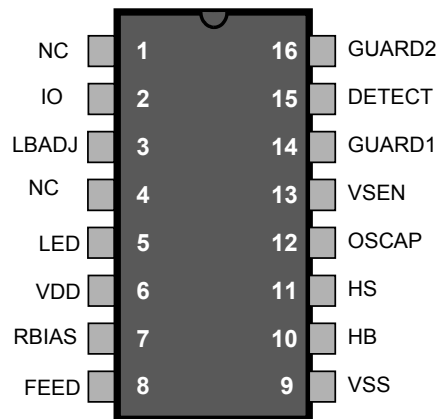 NC 1 16 GUARD2
IO 2 15 DETECT
LBADJ 3 14 GUARD1
NC 4 13 VSEN
LED 5 12 OSCAP
VDD 6 11 HS
RBIAS 7 10 HB
FEED 8 9 VSS